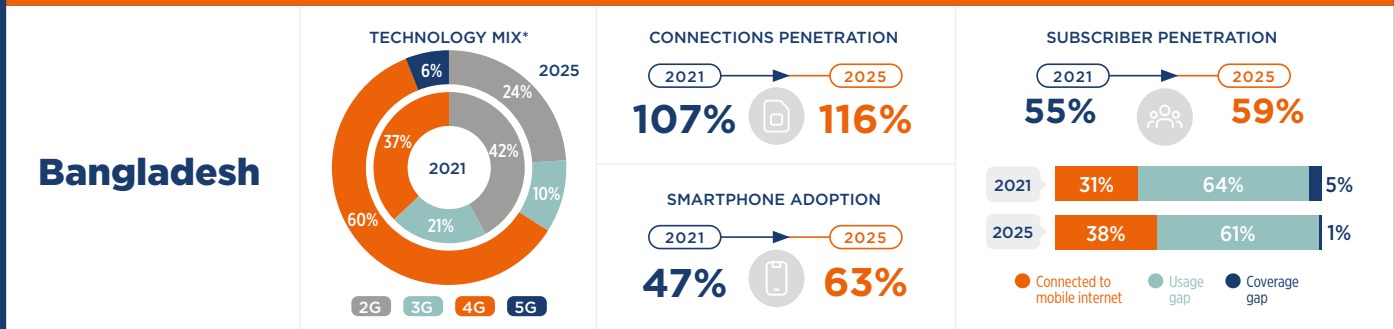 Bangladesh
TECHNOLOGY MIX*
2025
6%
24%
10%
60%
2021
37%
42%
21%
2G
3G
4G
5G
CONNECTIONS PENETRATION
2021
2025
107%
116%
SMARTPHONE ADOPTION
2021
2025
47%
63%
SUBSCRIBER PENETRATION
2021
2025
55%
59%
2021 31% 64% 5%
2025 38% 61% 1%
Connected to
mobile internet
Usage
gap
Coverage
gap